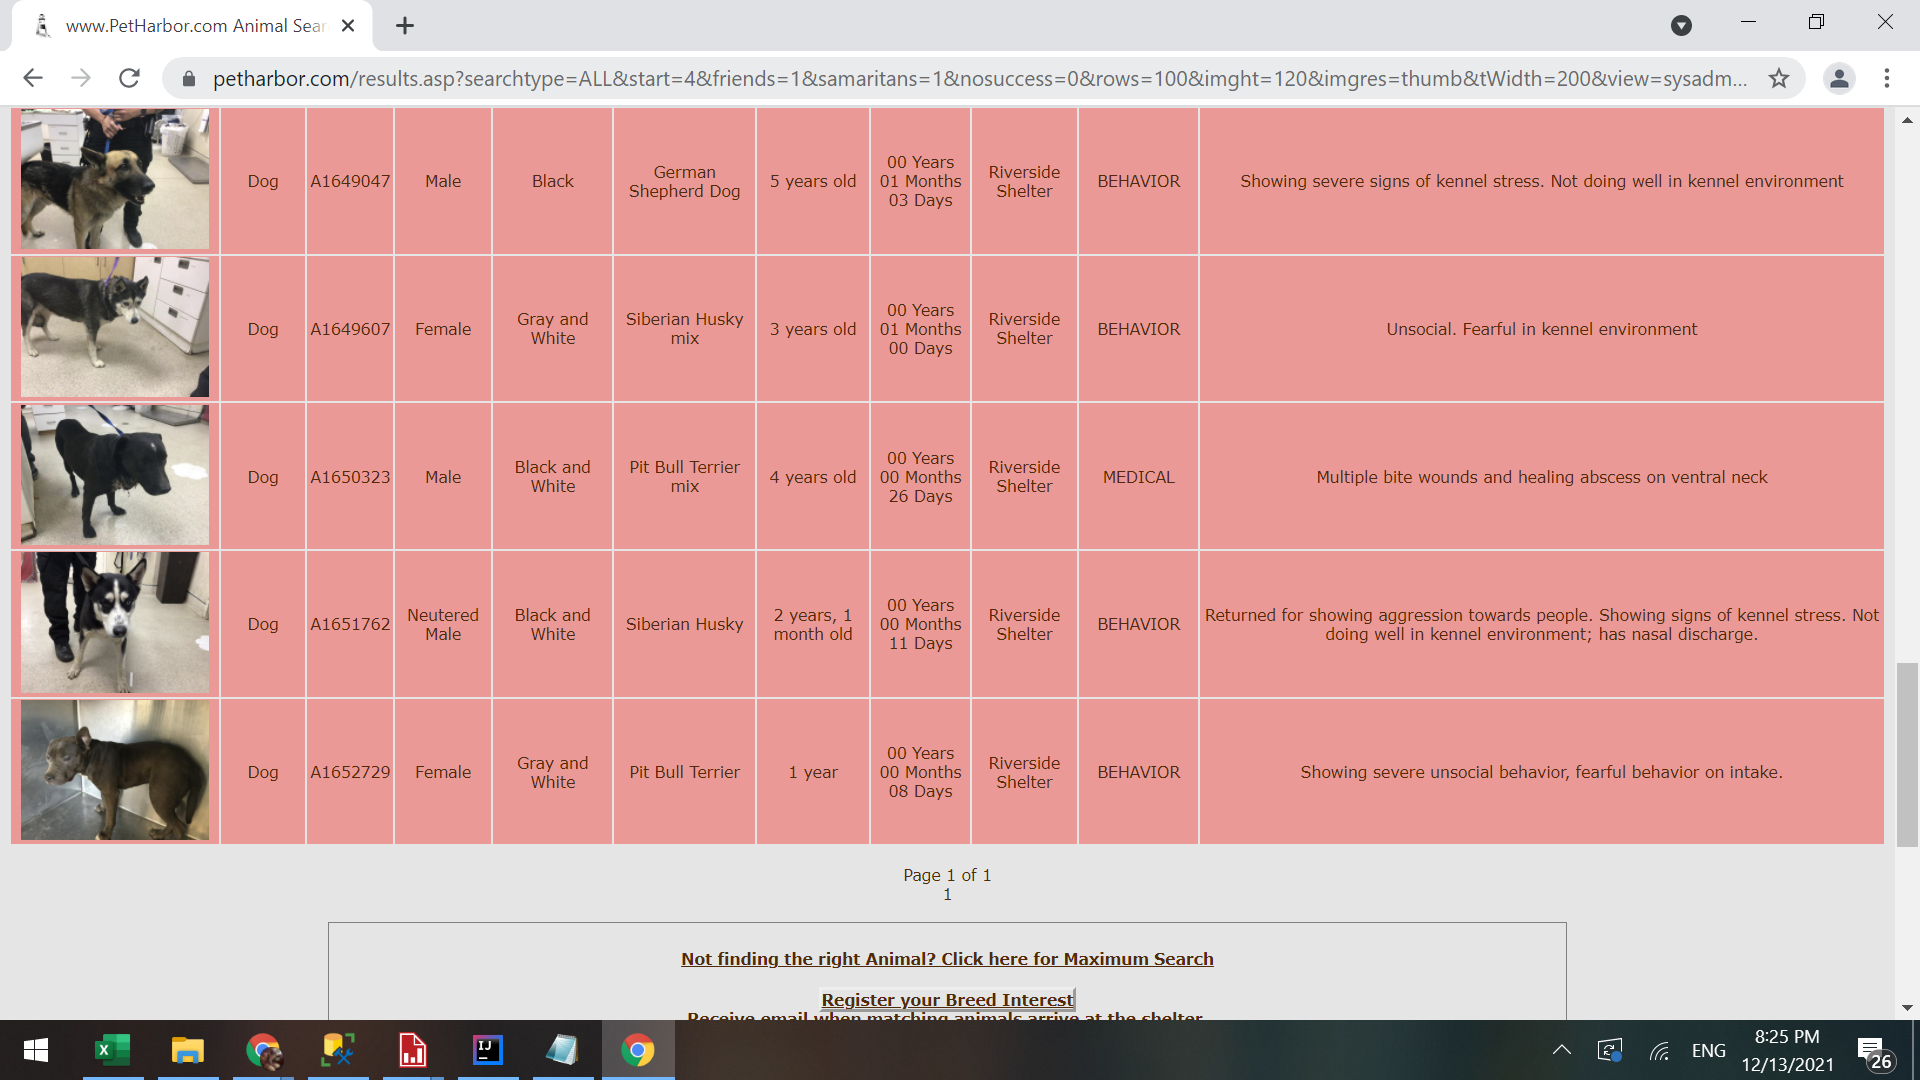 www.PetHarbor.com Animal Sear
petharbor.com/results.asp?searchtype=ALL&start=4&friends=1&samaritans=1&nosuccess=0&rows=100&imght=120&imgres=thumb&tWidth=200&view=sysadm...
Dog A1649047 Male Black German Shepherd Dog 5 years old 00 Years 01 Months 03 Days Riverside Shelter BEHAVIOR Showing severe signs of kennel stress. Not doing well in kennel environment
Dog A1649607 Female Gray and White Siberian Husky mix 3 years old 00 Years 01 Months 00 Days Riverside Shelter BEHAVIOR Unsocial. Fearful in kennel environment
Dog A1650323 Male Black and White Pit Bull Terrier mix 4 years old 00 Years 00 Months 26 Days Riverside Shelter MEDICAL Multiple bite wounds and healing abscess on ventral neck
Dog A1651762 Neutered Male Black and White Siberian Husky 2 years, 1 month old 00 Years 00 Months 11 Days Riverside Shelter BEHAVIOR Returned for showing aggression towards people. Showing signs of kennel stress. Not doing well in kennel environment; has nasal discharge.
Dog A1652729 Female Gray and White Pit Bull Terrier 1 year 00 Years 00 Months 08 Days Riverside Shelter BEHAVIOR Showing severe unsocial behavior, fearful behavior on intake.
Page 1 of 1
1
Not finding the right Animal? Click here for Maximum Search
Register your Breed Interest
Receive email when matching animals arrive at the shelter
IJ
ENG
8:25 PM
12/13/2021
26